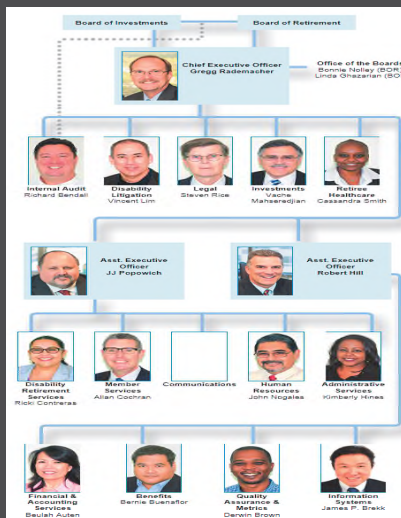 Board of Investments
Board of Retirement
Chief Executive Officer
Gregg Rademacher
Office of the Boards
Bonnie Nolley (BOR)
Linda Ghazarian (BO
Internal Audit
Richard Bendall
Disability
Litigation
Vincent Lim
Legal
Steven Rice
Investments
Vache
Mahseredjian
Retiree
Healthcare
Cassandra Smith
Asst. Executive
Officer
JJ Popowich
Asst. Executive
Officer
Robert Hill
Disability
Retirement
Services
Ricki Contreras
Member
Services
Allan Cochran
Communications
Human
Resources
John Nogales
Administrative
Services
Kimberly Hines
Financial &
Accounting
Services
Beulah Auten
Benefits
Bernie Buenaflor
Quality
Assurance &
Metrics
Derwin Brown
Information
Systems
James P. Brekk